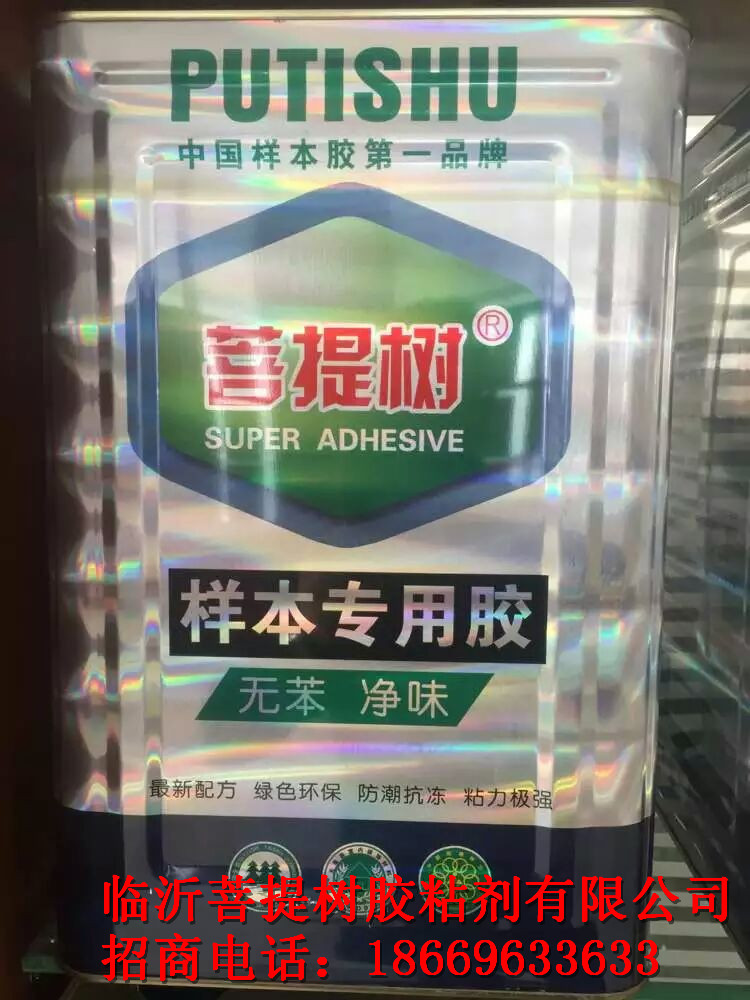 PUTISHU
中国样本胶第一品牌
菩提树®
SUPER ADHESIVE
样本专用胶
无苯 净味
最新配方 绿色环保 防潮抗冻 粘力极强
临沂菩提树胶粘剂有限公司
招商电话：18669633633